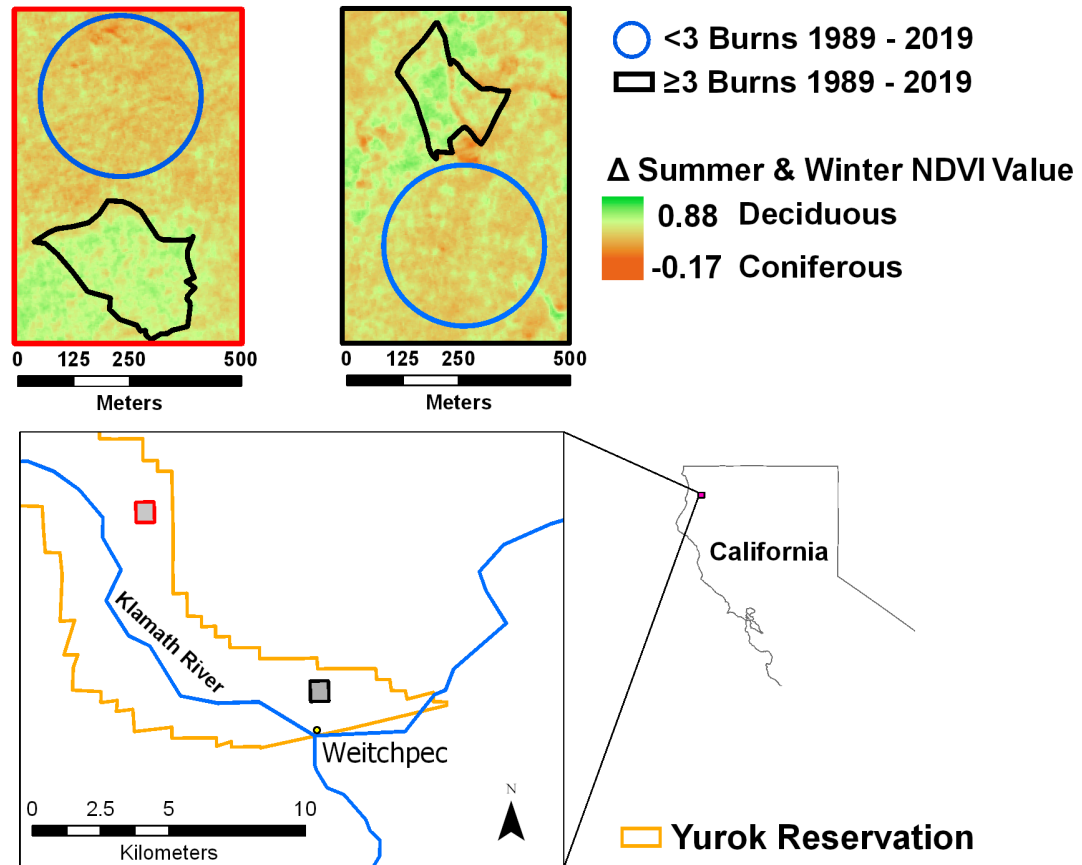 <3 Burns 1989 - 2019
≥3 Burns 1989 - 2019
Δ Summer & Winter NDVI Value
0.88 Deciduous
-0.17 Coniferous
0 125 250 500
Meters
0 125 250 500
Meters
California
Klamath River
Weitchpec
0 2.5 5 10
Kilometers
N
Yurok Reservation